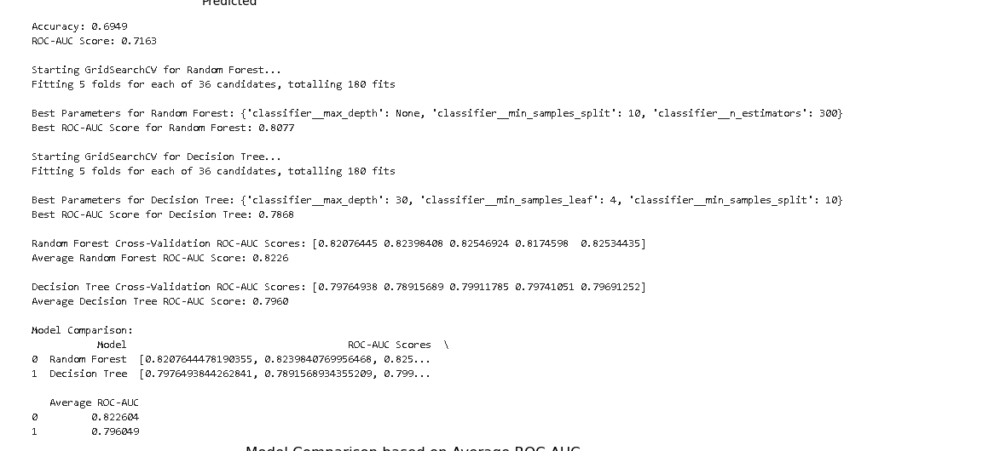 Predicted
Accuracy: 0.6949
ROC-AUC Score: 0.7163
Starting GridSearchCV for Random Forest...
Fitting 5 folds for each of 36 candidates, totalling 180 fits
Best Parameters for Random Forest: {'classifier__max_depth': None, 'classifier__min_samples_split': 10, 'classifier__n_estimators': 300}
Best ROC-AUC Score for Random Forest: 0.8077
Starting GridSearchCV for Decision Tree...
Fitting 5 folds for each of 36 candidates, totalling 180 fits
Best Parameters for Decision Tree: {'classifier__max_depth': 30, 'classifier__min_samples_leaf': 4, 'classifier__min_samples_split': 10}
Best ROC-AUC Score for Decision Tree: 0.7868
Random Forest Cross-Validation ROC-AUC Scores: [0.82076445 0.82398408 0.82546924 0.8174598  0.82534435]
Average Random Forest ROC-AUC Score: 0.8226
Decision Tree Cross-Validation ROC-AUC Scores: [0.79764938 0.78915689 0.79911785 0.79741051 0.79691252]
Average Decision Tree ROC-AUC Score: 0.7960
Model Comparison:
Model ROC-AUC Scores \
0 Random Forest [0.8207644478190355, 0.8239840769956468, 0.825...
1 Decision Tree [0.7976493844262841, 0.7891568934355209, 0.799...
Average ROC-AUC
0 0.822604
1 0.796049
Model Comparison based on Average ROC-AUC